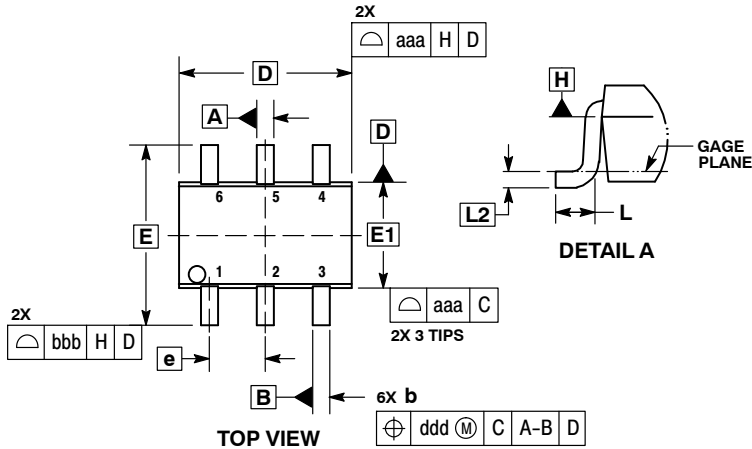 2X
⌓ aaa H D
D
A
D
H
GAGE
PLANE
6 5 4
E
E1
L2
L
DETAIL A
1 2 3
⌓ aaa C
2X 3 TIPS
2X
⌓ bbb H D
e
B
6X b
⌖ ddd Ⓜ C A-B D
TOP VIEW